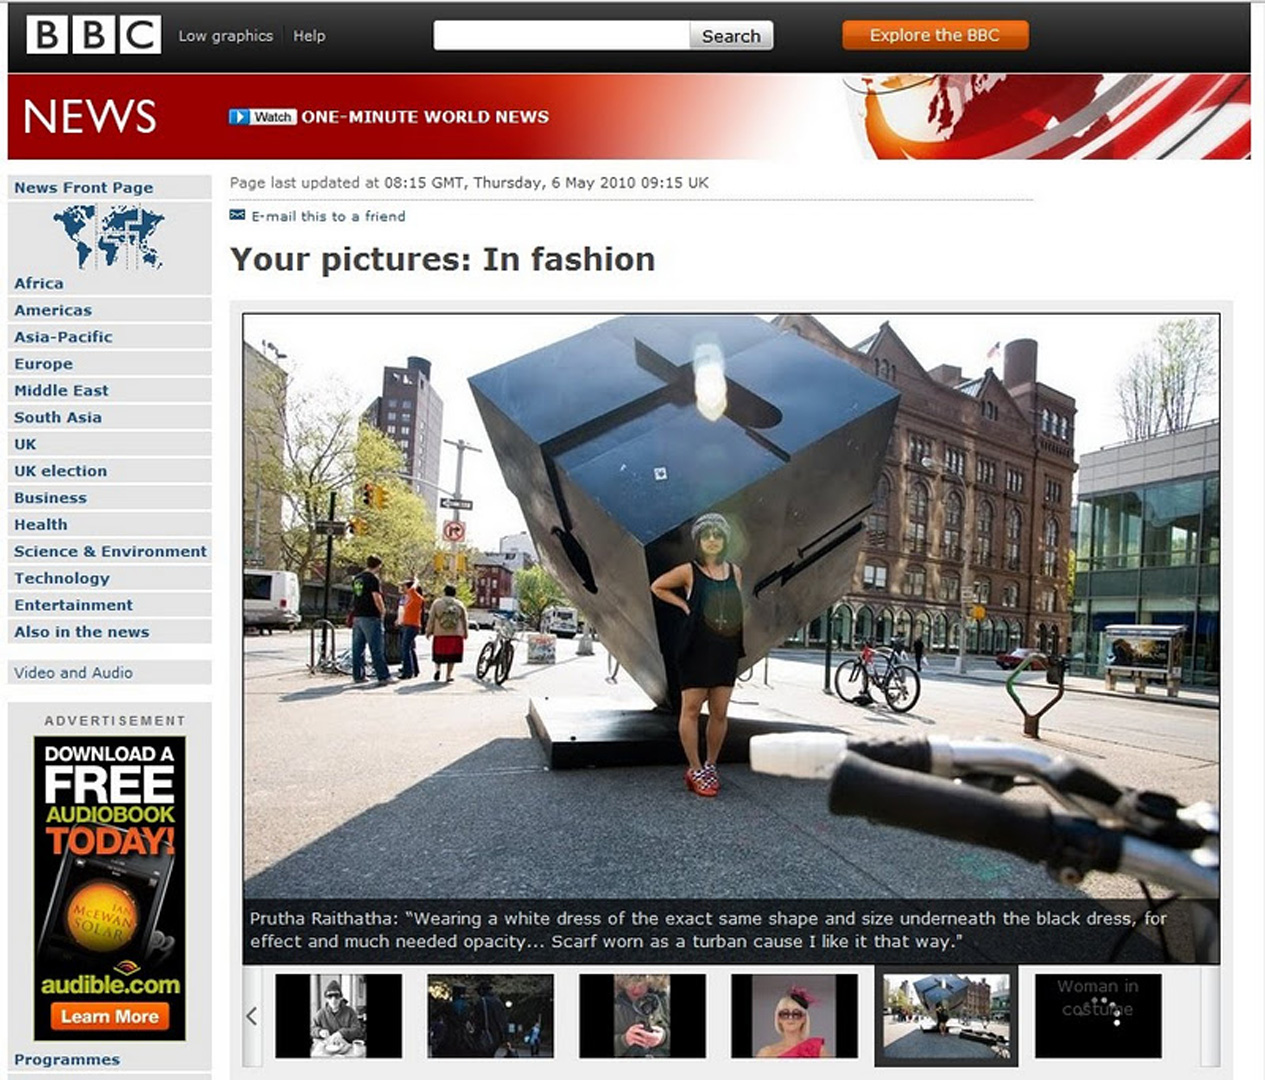 BBC Low graphics Help Search Explore the BBC
NEWS Watch ONE-MINUTE WORLD NEWS
News Front Page
Africa
Americas
Asia-Pacific
Europe
Middle East
South Asia
UK
UK election
Business
Health
Science & Environment
Technology
Entertainment
Also in the news
Video and Audio
ADVERTISEMENT
DOWNLOAD A
FREE
AUDIOBOOK
TODAY!
IAN
McEWAN
SOLAR
audible.com
Learn More
Programmes
Page last updated at 08:15 GMT, Thursday, 6 May 2010 09:15 UK
E-mail this to a friend
Your pictures: In fashion
Prutha Raithatha: “Wearing a white dress of the exact same shape and size underneath the black dress, for
effect and much needed opacity... Scarf worn as a turban cause I like it that way.”
Woman in
costume